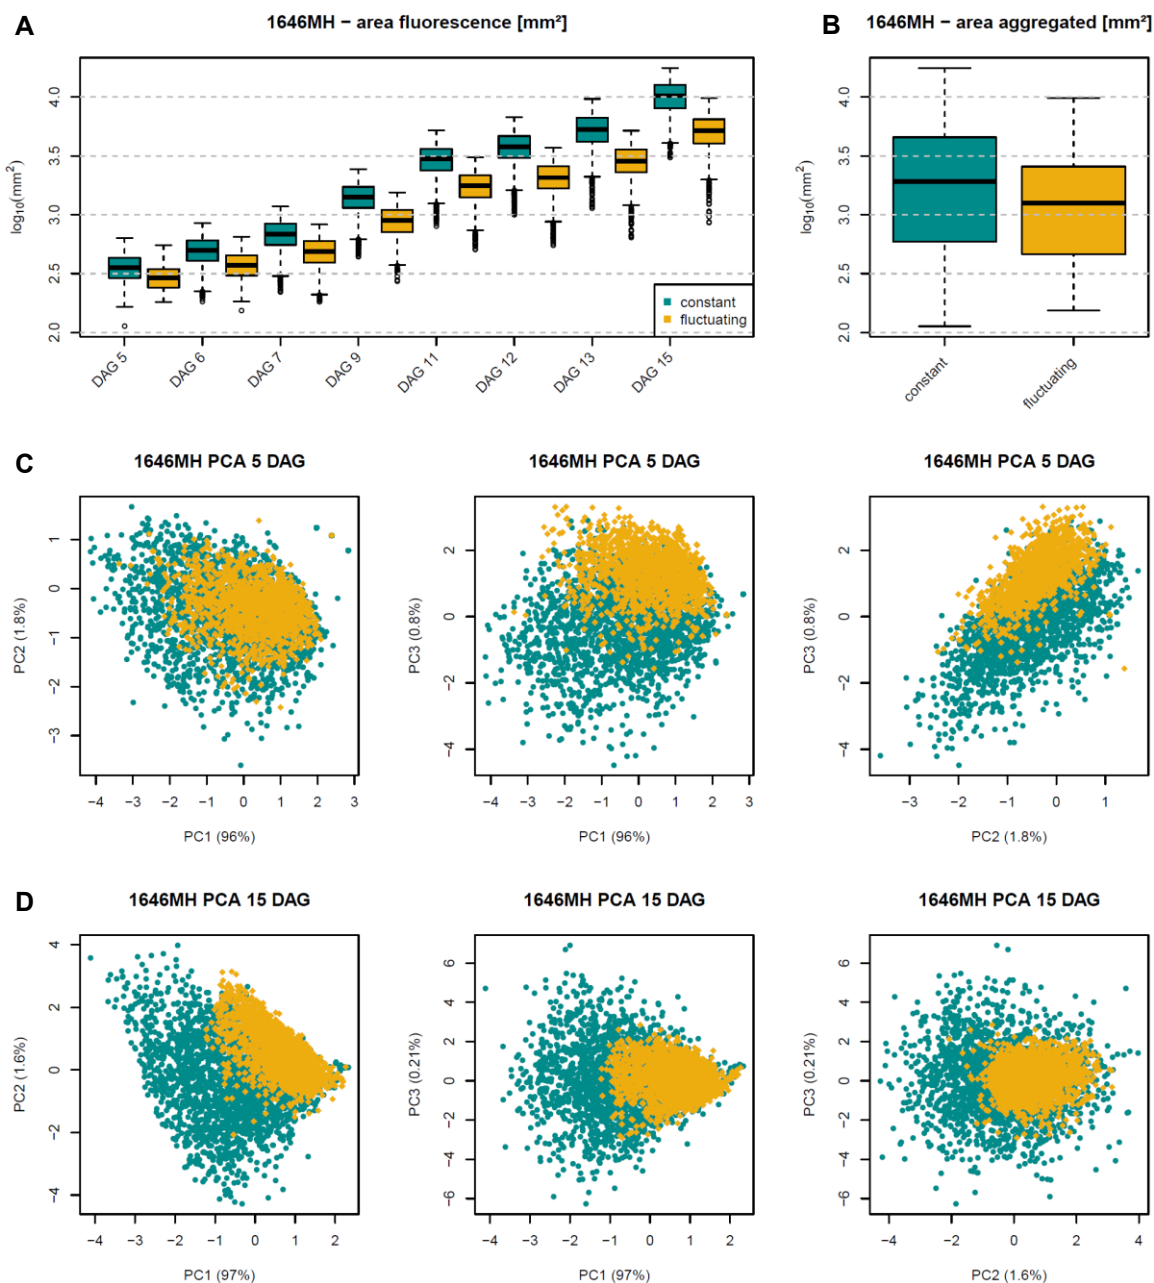 A
1646MH − area fluorescence [mm²]
B
1646MH − area aggregated [mm²]
log10(mm²)
4.0
3.5
3.0
2.5
2.0
constant
fluctuating
DAG 5
DAG 6
DAG 7
DAG 9
DAG 11
DAG 12
DAG 13
DAG 15
log10(mm²)
4.0
3.5
3.0
2.5
2.0
constant
fluctuating
C
1646MH PCA 5 DAG
PC2 (1.8%)
1
0
−1
−2
−3
−4 −3 −2 −1 0 1 2 3
PC1 (96%)
1646MH PCA 5 DAG
PC3 (0.8%)
2
0
−2
−4
−4 −3 −2 −1 0 1 2 3
PC1 (96%)
1646MH PCA 5 DAG
PC3 (0.8%)
2
0
−2
−4
−3 −2 −1 0 1
PC2 (1.8%)
D
1646MH PCA 15 DAG
PC2 (1.6%)
4
2
0
−2
−4
−4 −3 −2 −1 0 1 2
PC1 (97%)
1646MH PCA 15 DAG
PC3 (0.21%)
6
4
2
0
−2
−4
−6
−4 −3 −2 −1 0 1 2
PC1 (97%)
1646MH PCA 15 DAG
PC3 (0.21%)
6
4
2
0
−2
−4
−6
−4 −2 0 2 4
PC2 (1.6%)